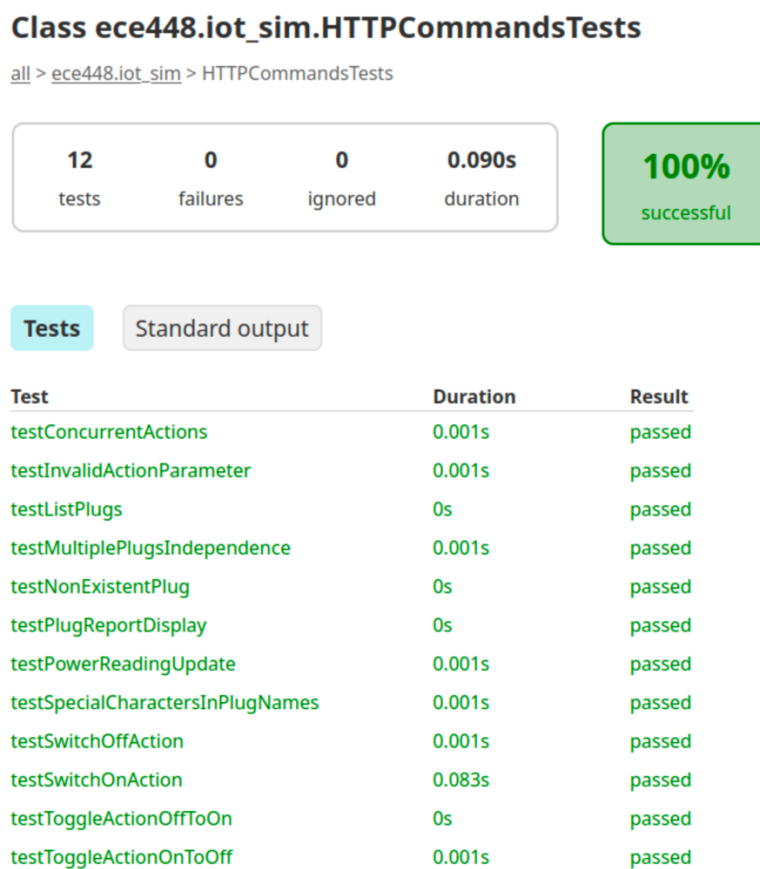 Class ece448.iot_sim.HTTPCommandsTests
all > ece448.iot_sim > HTTPCommandsTests
12 0 0 0.090s 100%
tests failures ignored duration successful
Tests Standard output
Test Duration Result
testConcurrentActions 0.001s passed
testInvalidActionParameter 0.001s passed
testListPlugs 0s passed
testMultiplePlugsIndependence 0.001s passed
testNonExistentPlug 0s passed
testPlugReportDisplay 0s passed
testPowerReadingUpdate 0.001s passed
testSpecialCharactersInPlugNames 0.001s passed
testSwitchOffAction 0.001s passed
testSwitchOnAction 0.083s passed
testToggleActionOffToOn 0s passed
testToggleActionOnToOff 0.001s passed